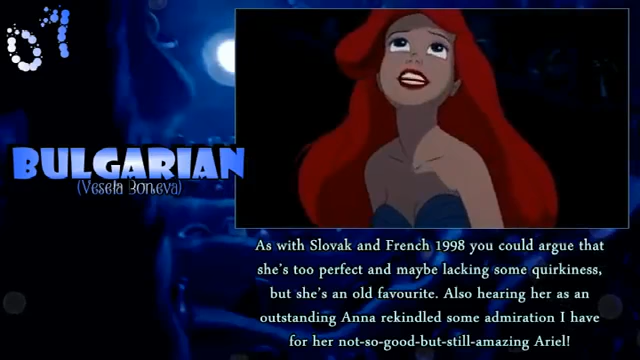 01
BULGARIAN
(Vesela Boneva)
As with Slovak and French 1998 you could argue that
she's too perfect and maybe lacking some quirkiness,
but she's an old favourite. Also hearing her as an
outstanding Anna rekindled some admiration I have
for her not-so-good-but-still-amazing Ariel!